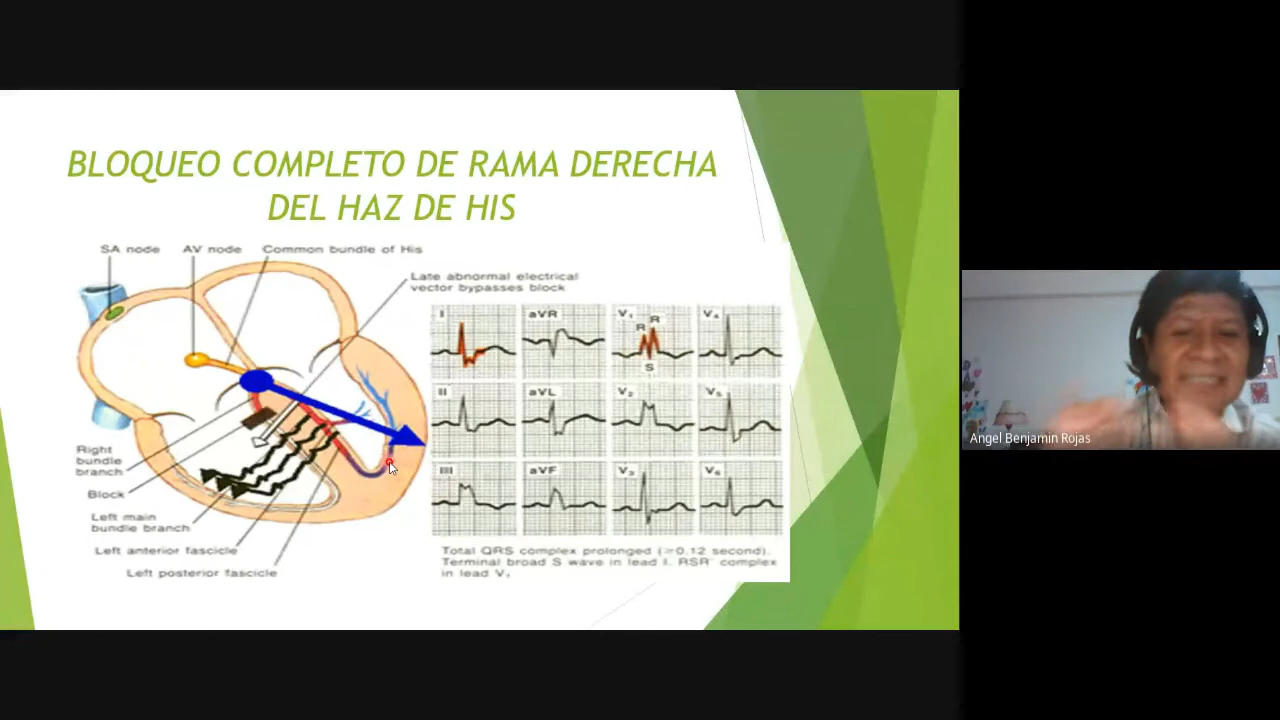 BLOQUEO COMPLETO DE RAMA DERECHA
DEL HAZ DE HIS
SA node
AV node
Common bundle of His
Late abnormal electrical
vector bypasses block
I
aVR
V₁
R
R
S
V₄
II
aVL
V₂
V₅
III
aVF
V₃
V₆
Right
bundle
branch
Block
Left main
bundle branch
Left anterior fascicle
Left posterior fascicle
Total QRS complex prolonged (≥0.12 second).
Terminal broad S wave in lead I. RSR' complex
in lead V₁
Angel Benjamin Rojas